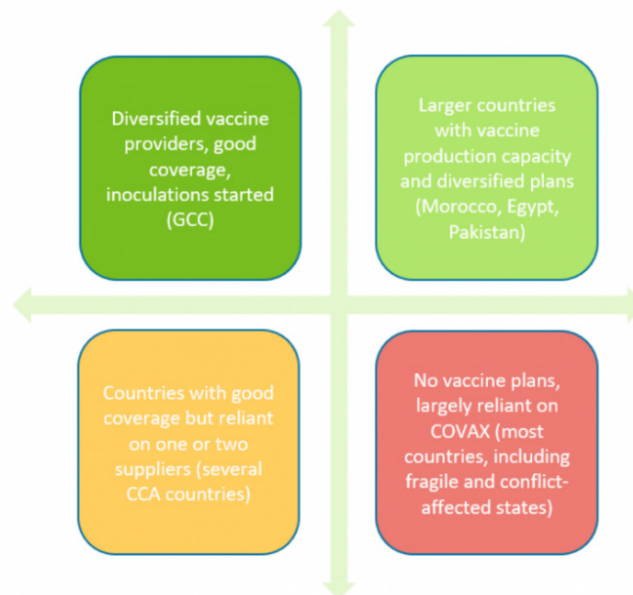 Diversified vaccine
providers, good
coverage,
inoculations started
(GCC)
Larger countries
with vaccine
production capacity
and diversified plans
(Morocco, Egypt,
Pakistan)
Countries with good
coverage but reliant
on one or two
suppliers (several
CCA countries)
No vaccine plans,
largely reliant on
COVAX (most
countries, including
fragile and conflict-
affected states)